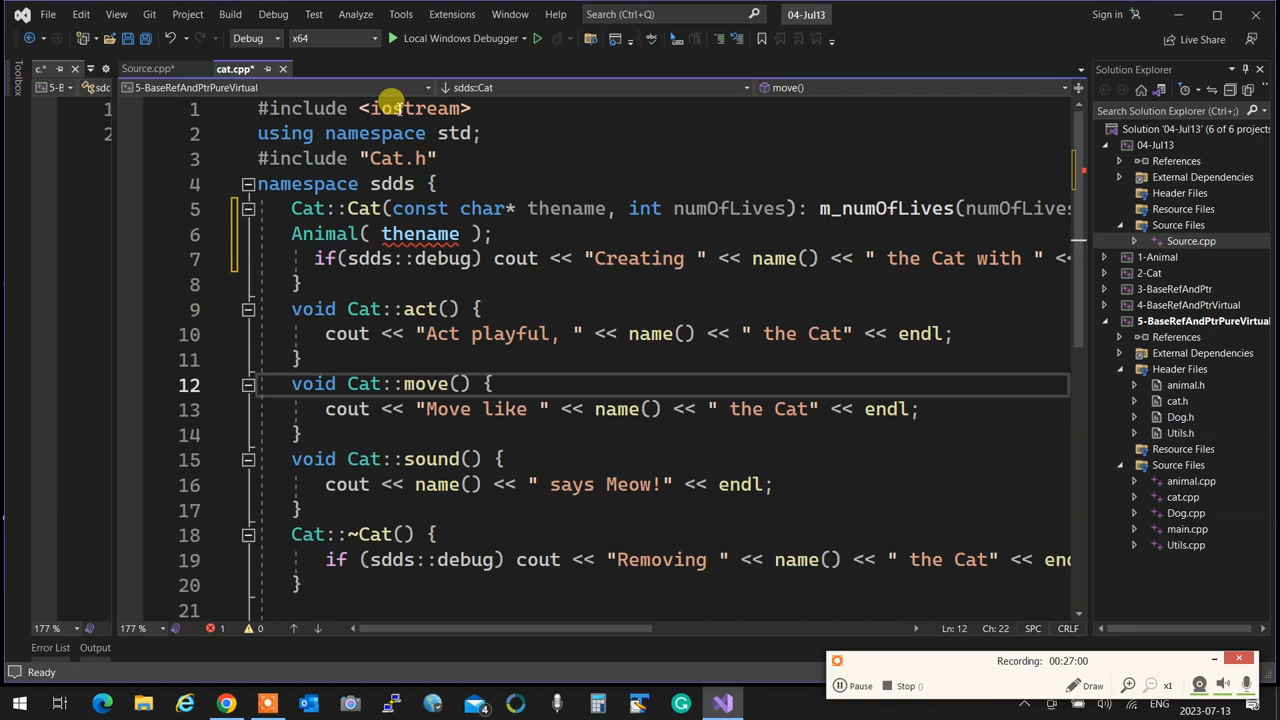 File Edit View Git Project Build Debug Test Analyze Tools Extensions Window Help Search (Ctrl+Q) 04-Jul13 Sign in
Debug x64 Local Windows Debugger Live Share
Toolbox
c.* Source.cpp* cat.cpp* Solution Explorer
5-B sdc 5-BaseRefAndPtrPureVirtual sdds::Cat move()
Search Solution Explorer (Ctrl+;)
1 #include <iostream>
2 using namespace std;
3 #include "Cat.h"
4 namespace sdds {
5 Cat::Cat(const char* thename, int numOfLives): m_numOfLives(numOfLives
6 Animal( thename );
7 if(sdds::debug) cout << "Creating " << name() << " the Cat with " <<
8 }
9 void Cat::act() {
10 cout << "Act playful, " << name() << " the Cat" << endl;
11 }
12 void Cat::move() {
13 cout << "Move like " << name() << " the Cat" << endl;
14 }
15 void Cat::sound() {
16 cout << name() << " says Meow!" << endl;
17 }
18 Cat::~Cat() {
19 if (sdds::debug) cout << "Removing " << name() << " the Cat" << en
20 }
21
1
2
Solution '04-Jul13' (6 of 6 projects
04-Jul13
References
External Dependencies
Header Files
Resource Files
Source Files
Source.cpp
1-Animal
2-Cat
3-BaseRefAndPtr
4-BaseRefAndPtrVirtual
5-BaseRefAndPtrPureVirtual
References
External Dependencies
Header Files
animal.h
cat.h
Dog.h
Utils.h
Resource Files
Source Files
animal.cpp
cat.cpp
Dog.cpp
main.cpp
Utils.cpp
177 % 177 % 1 0 Ln: 12 Ch: 22 SPC CRLF
Error List Output
Ready
Recording: 00:27:00
Pause Stop () Draw x1
4
2023-07-13